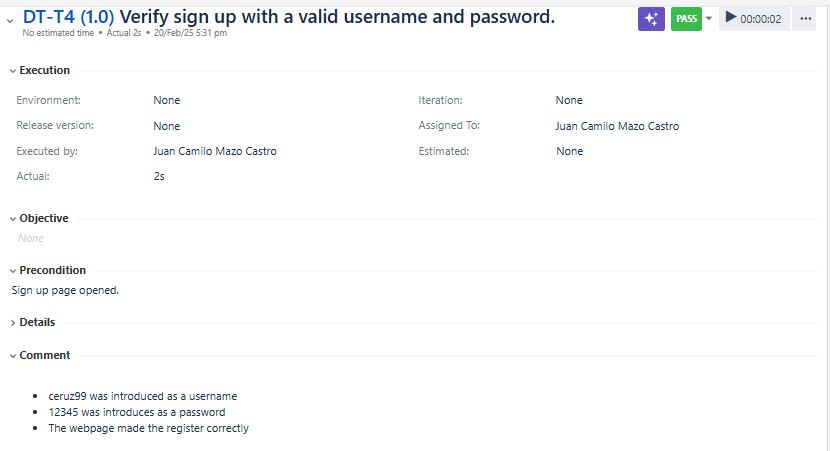 DT-T4 (1.0) Verify sign up with a valid username and password.
No estimated time • Actual 2s • 20/Feb/25 5:31 pm
PASS
00:00:02
Execution
Environment: None
Iteration: None
Release version: None
Assigned To: Juan Camilo Mazo Castro
Executed by: Juan Camilo Mazo Castro
Estimated: None
Actual: 2s
Objective
None
Precondition
Sign up page opened.
Details
Comment
• ceruz99 was introduced as a username
• 12345 was introduces as a password
• The webpage made the register correctly